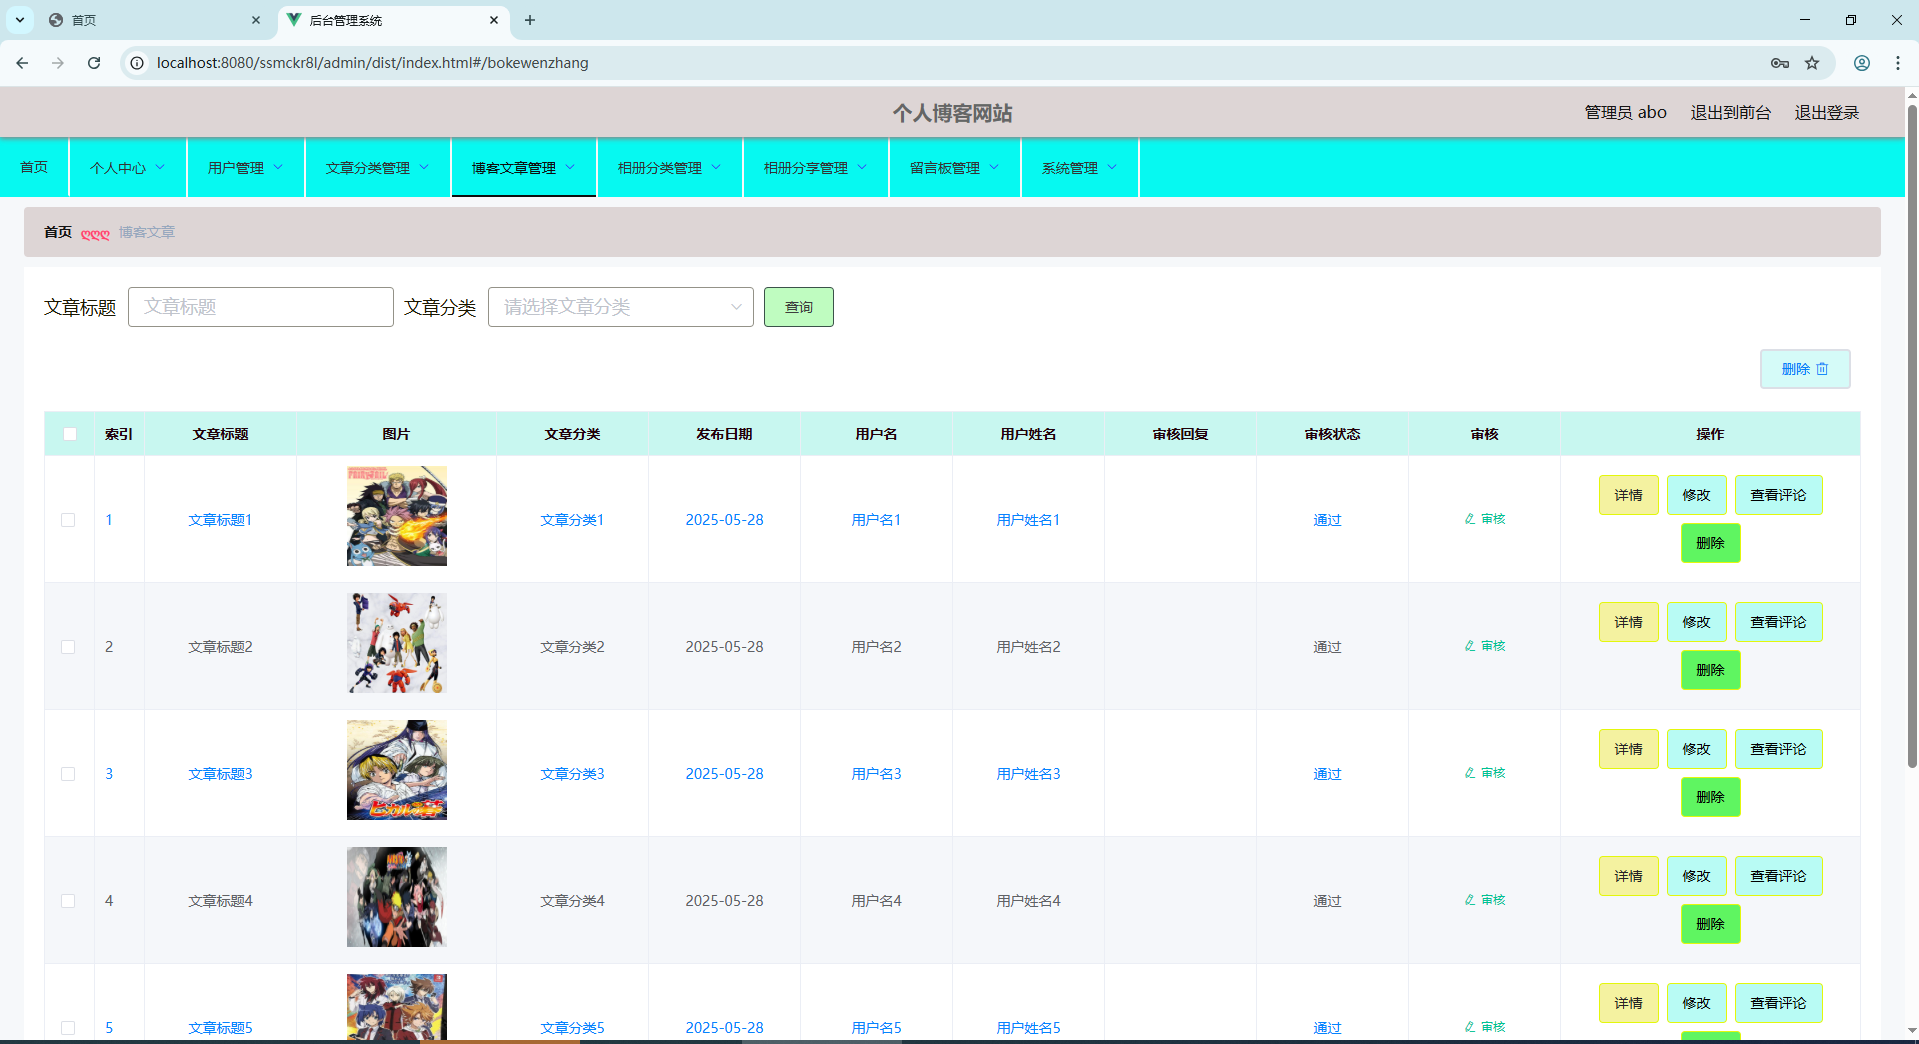 首页
后台管理系统
localhost:8080/ssmckr8l/admin/dist/index.html#/bokewenzhang
个人博客网站
管理员 abo 退出到前台 退出登录
首页 个人中心 用户管理 文章分类管理 博客文章管理 相册分类管理 相册分享管理 留言板管理 系统管理
首页 ღღღ 博客文章
文章标题 文章标题 文章分类 请选择文章分类 查询
删除
索引 文章标题 图片 文章分类 发布日期 用户名 用户姓名 审核回复 审核状态 审核 操作
1 文章标题1 文章分类1 2025-05-28 用户名1 用户姓名1 通过 审核 详情 修改 查看评论
删除
2 文章标题2 文章分类2 2025-05-28 用户名2 用户姓名2 通过 审核 详情 修改 查看评论
删除
3 文章标题3 文章分类3 2025-05-28 用户名3 用户姓名3 通过 审核 详情 修改 查看评论
删除
ヒカルの碁
4 文章标题4 文章分类4 2025-05-28 用户名4 用户姓名4 通过 审核 详情 修改 查看评论
删除
5 文章标题5 文章分类5 2025-05-28 用户名5 用户姓名5 通过 审核 详情 修改 查看评论